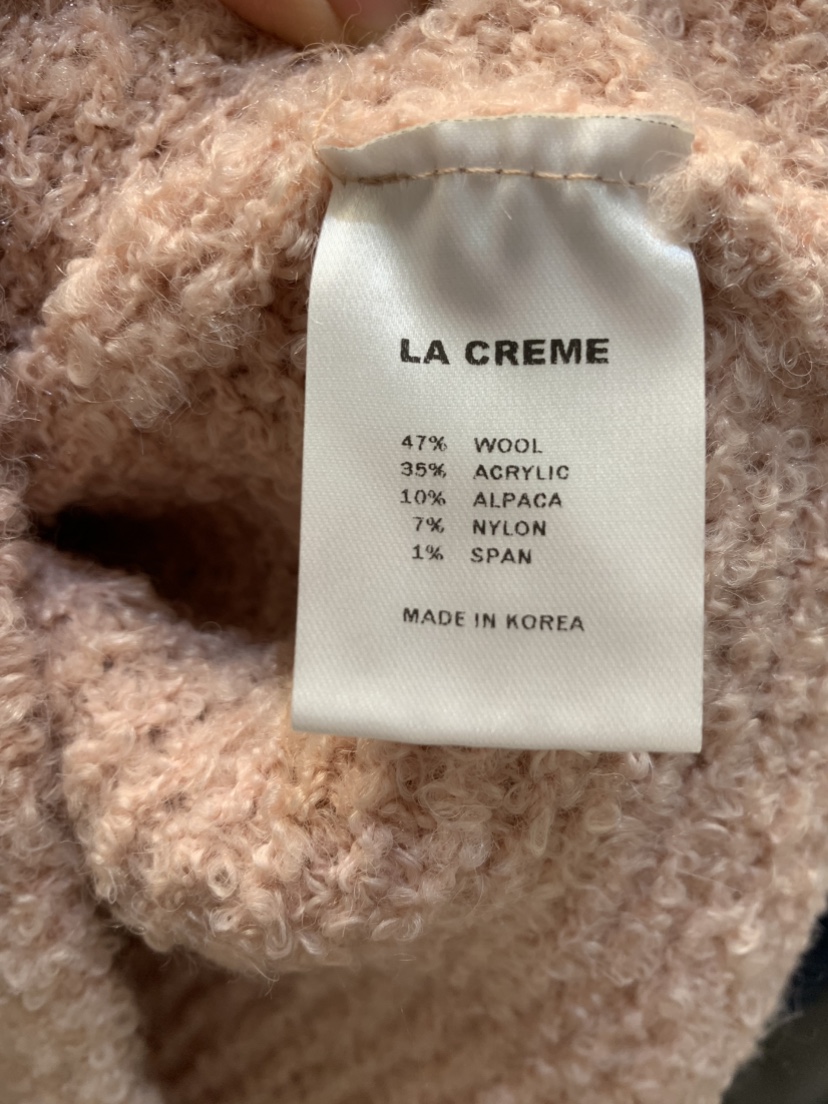 LA CREME
47% WOOL
35% ACRYLIC
10% ALPACA
7% NYLON
1% SPAN
MADE IN KOREA